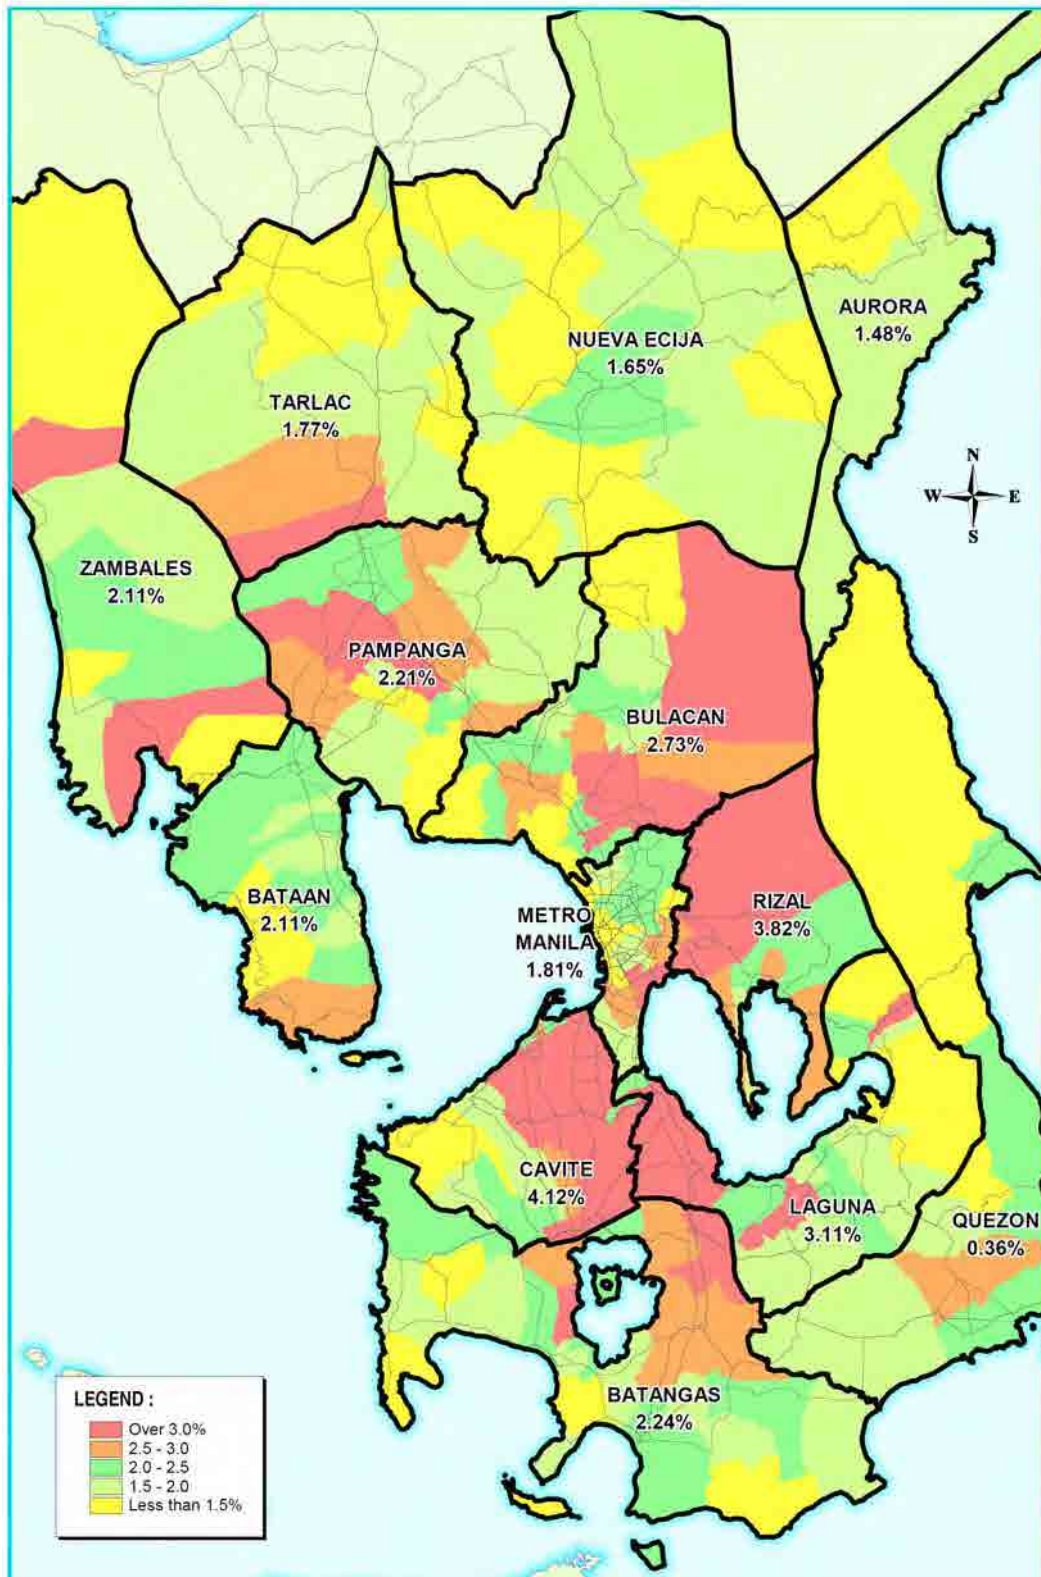 AURORA
1.48%
NUEVA ECIJA
1.65%
TARLAC
1.77%
N
W E
S
ZAMBALES
2.11%
PAMPANGA
2.21%
BULACAN
2.73%
BATAAN
2.11%
METRO
MANILA
1.81%
RIZAL
3.82%
CAVITE
4.12%
LAGUNA
3.11%
QUEZON
0.36%
BATANGAS
2.24%
LEGEND :
Over 3.0%
2.5 - 3.0
2.0 - 2.5
1.5 - 2.0
Less than 1.5%